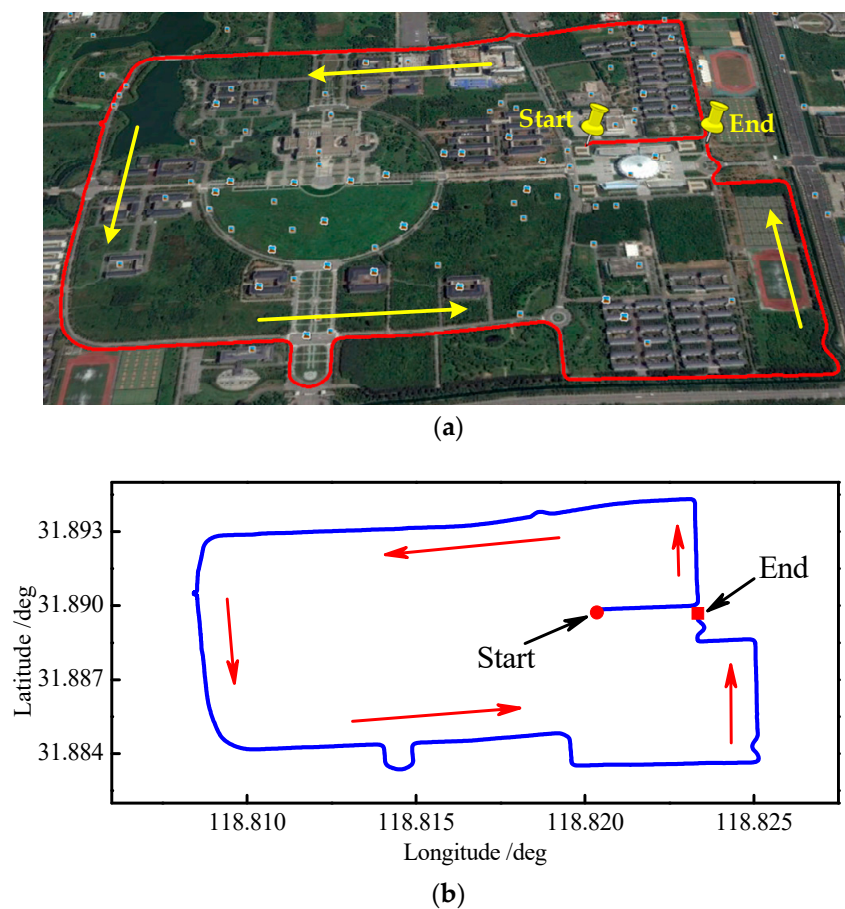 Start
End
(a)
31.893
31.890
31.887
31.884
Latitude /deg
Start
End
118.810
118.815
118.820
118.825
Longitude /deg
(b)